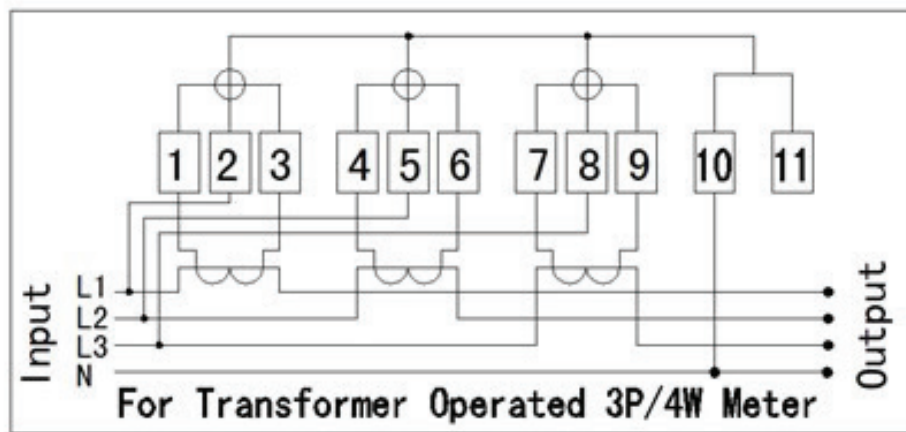 1 2 3 4 5 6 7 8 9 10 11
Input
L1
L2
L3
N
Output
For Transformer Operated 3P/4W Meter